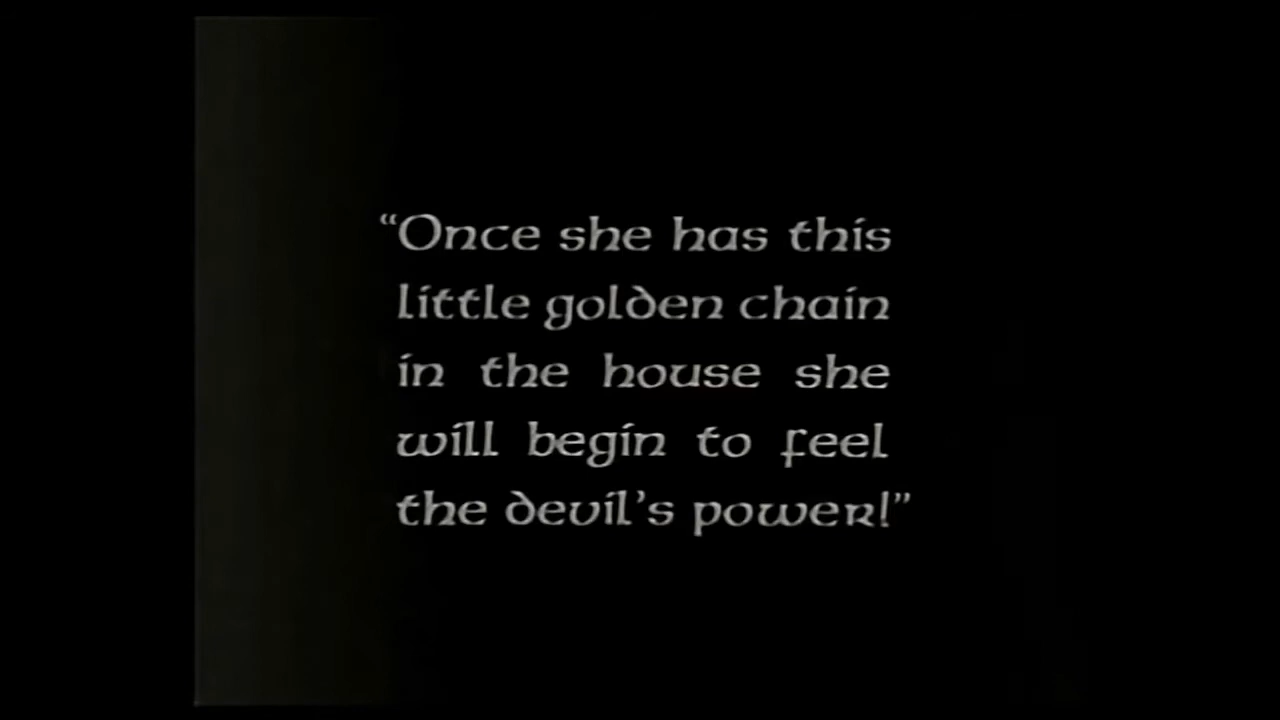 “Once she has this
little golden chain
in the house she
will begin to feel
the devil’s power!”